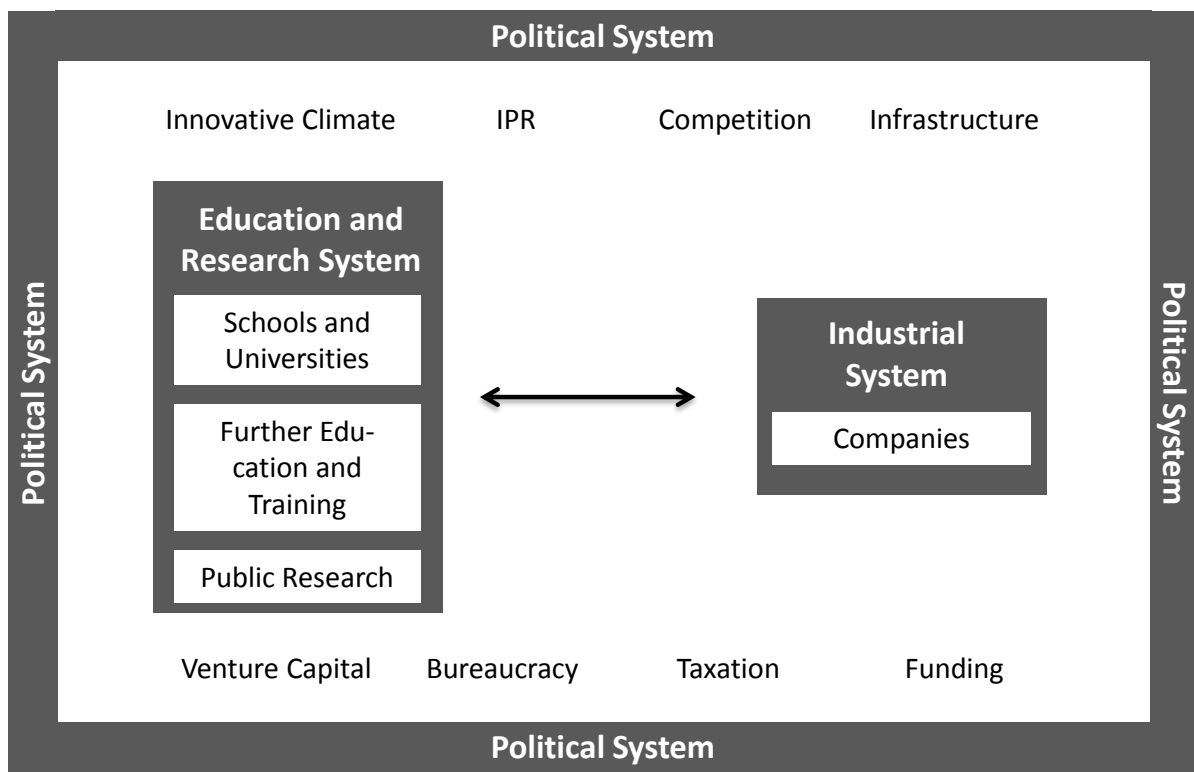 Political System
Innovative Climate
IPR
Competition
Infrastructure
Education and
Research System
Schools and
Universities
Further Edu-
cation and
Training
Public Research
Political System
Industrial
System
Companies
Political System
Venture Capital
Bureaucracy
Taxation
Funding
Political System